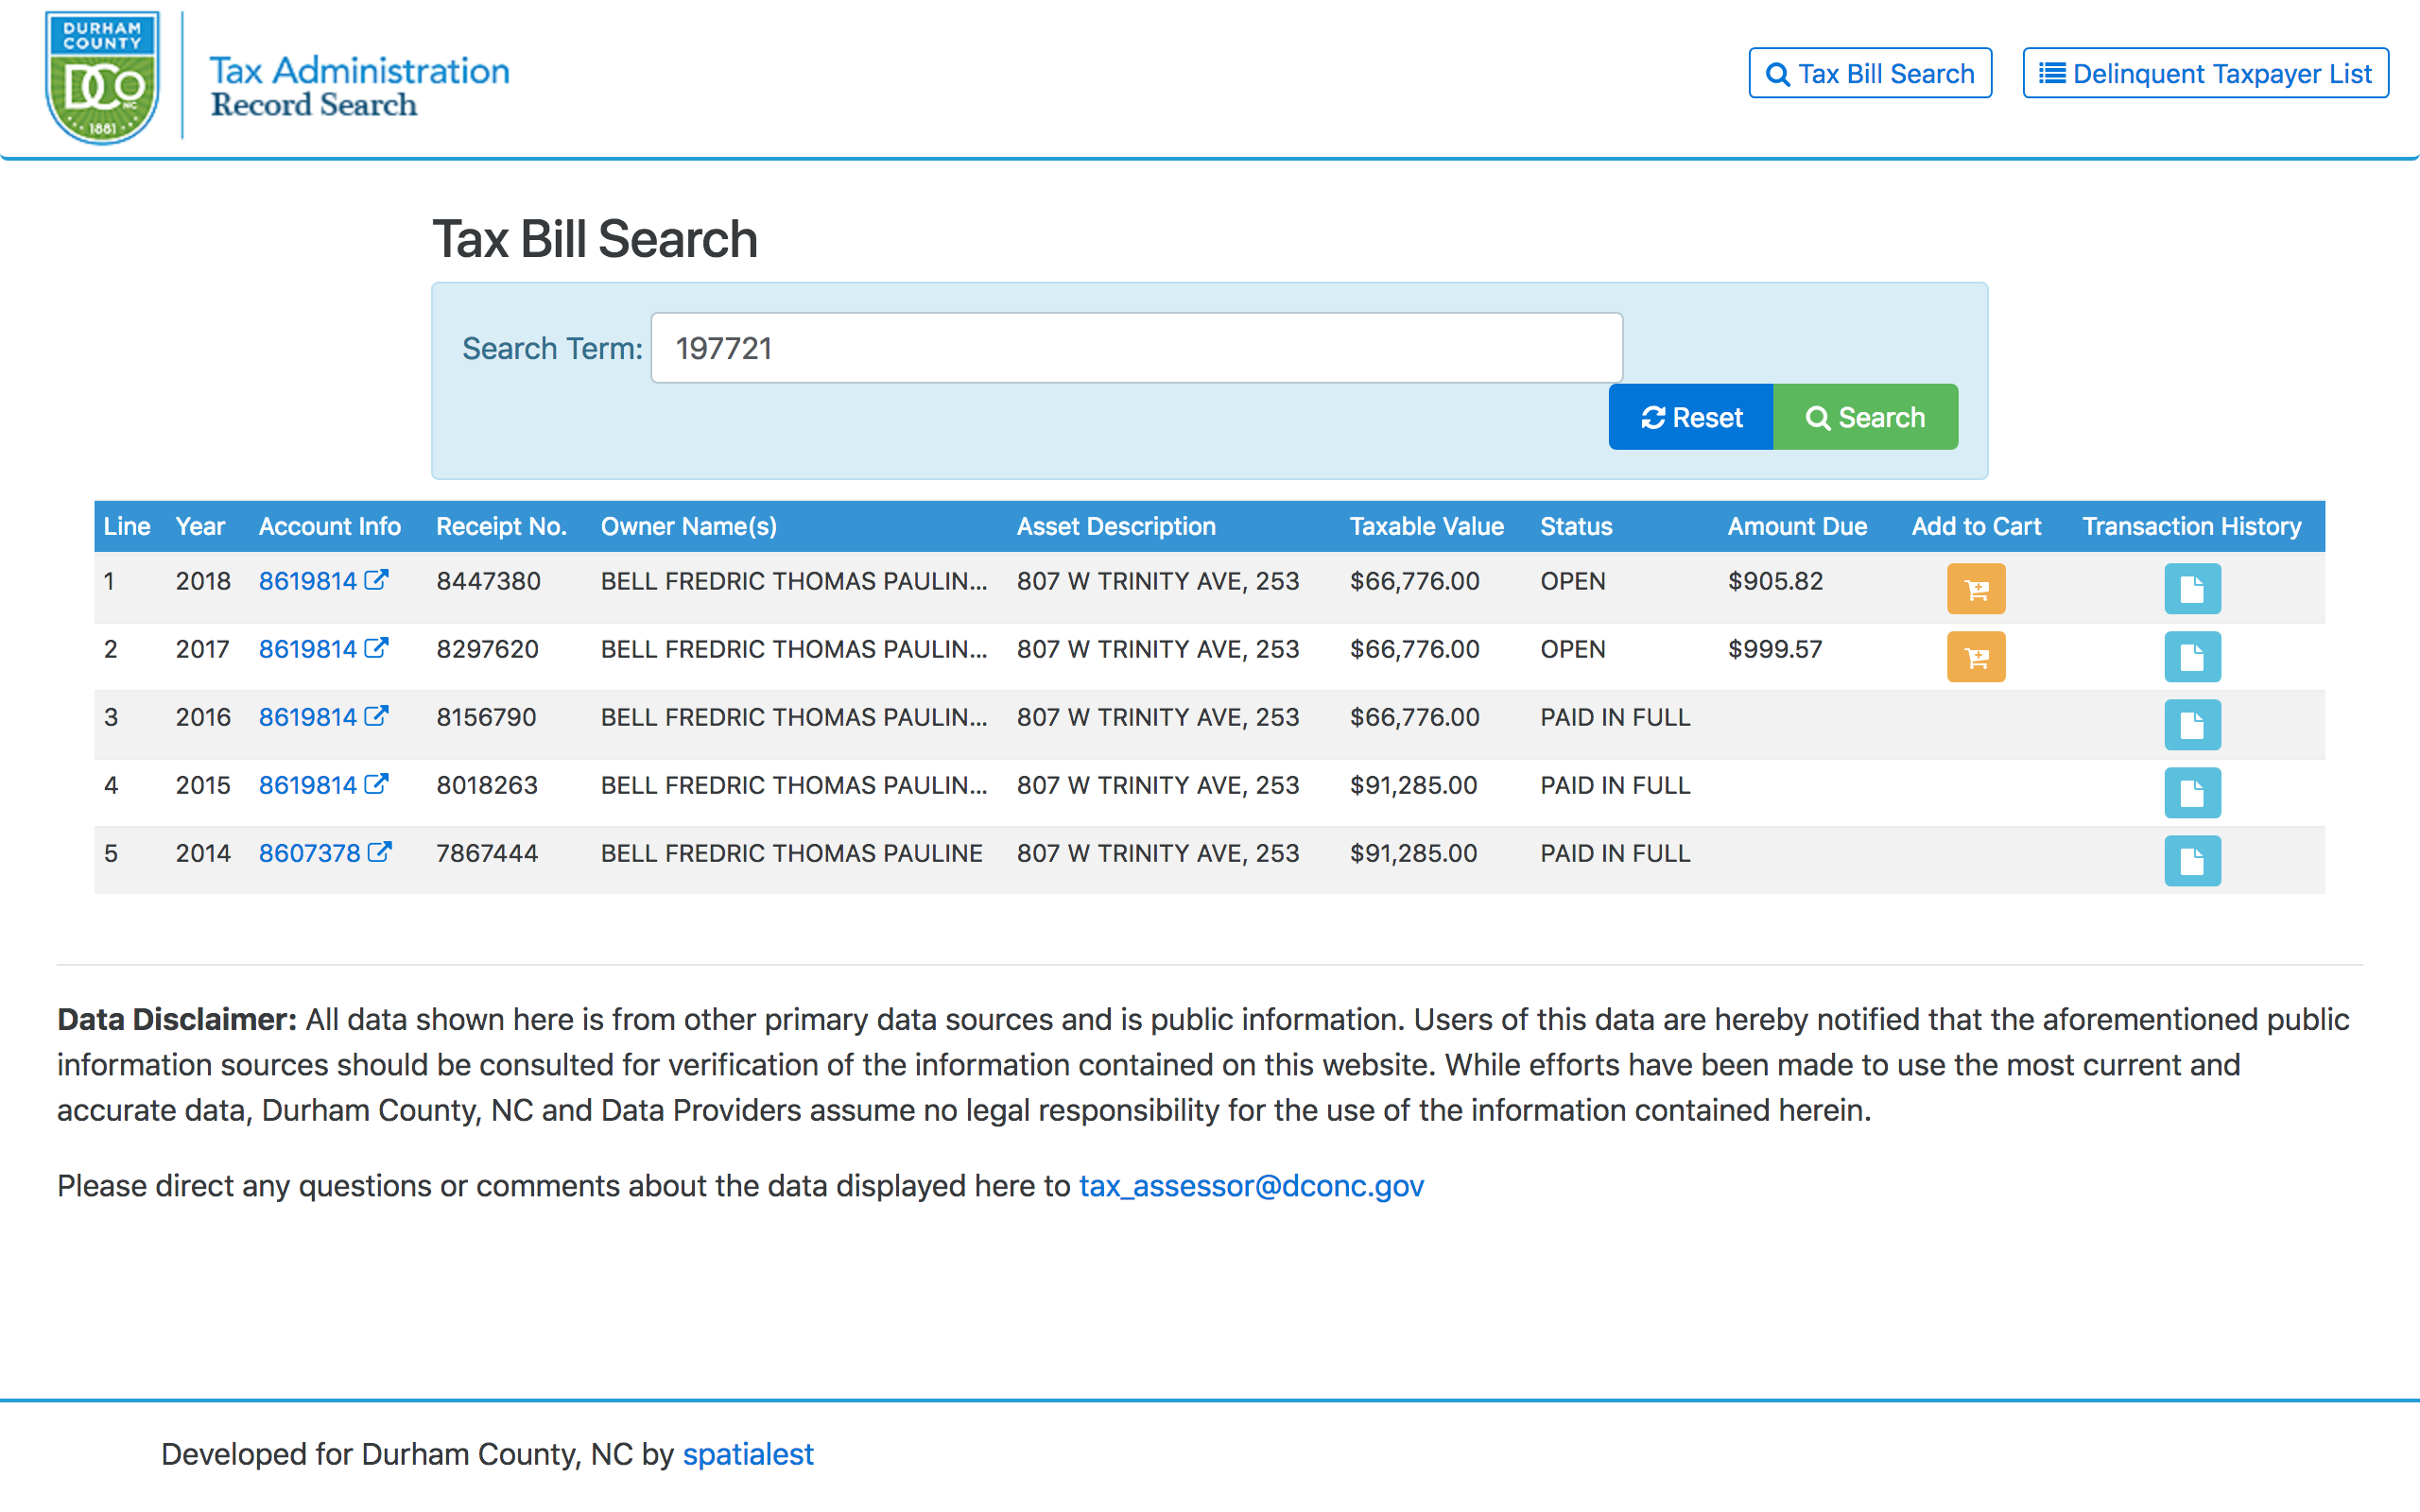 DURHAM
COUNTY
DCo
NC
1881
Tax Administration
Record Search
Tax Bill Search
Delinquent Taxpayer List
Tax Bill Search
Search Term: 197721
Reset Search
Line Year Account Info Receipt No. Owner Name(s) Asset Description Taxable Value Status Amount Due Add to Cart Transaction History
1 2018 8619814 8447380 BELL FREDRIC THOMAS PAULIN... 807 W TRINITY AVE, 253 $66,776.00 OPEN $905.82
2 2017 8619814 8297620 BELL FREDRIC THOMAS PAULIN... 807 W TRINITY AVE, 253 $66,776.00 OPEN $999.57
3 2016 8619814 8156790 BELL FREDRIC THOMAS PAULIN... 807 W TRINITY AVE, 253 $66,776.00 PAID IN FULL
4 2015 8619814 8018263 BELL FREDRIC THOMAS PAULIN... 807 W TRINITY AVE, 253 $91,285.00 PAID IN FULL
5 2014 8607378 7867444 BELL FREDRIC THOMAS PAULINE 807 W TRINITY AVE, 253 $91,285.00 PAID IN FULL
Data Disclaimer: All data shown here is from other primary data sources and is public information. Users of this data are hereby notified that the aforementioned public
information sources should be consulted for verification of the information contained on this website. While efforts have been made to use the most current and
accurate data, Durham County, NC and Data Providers assume no legal responsibility for the use of the information contained herein.
Please direct any questions or comments about the data displayed here to tax_assessor@dconc.gov
Developed for Durham County, NC by spatialest